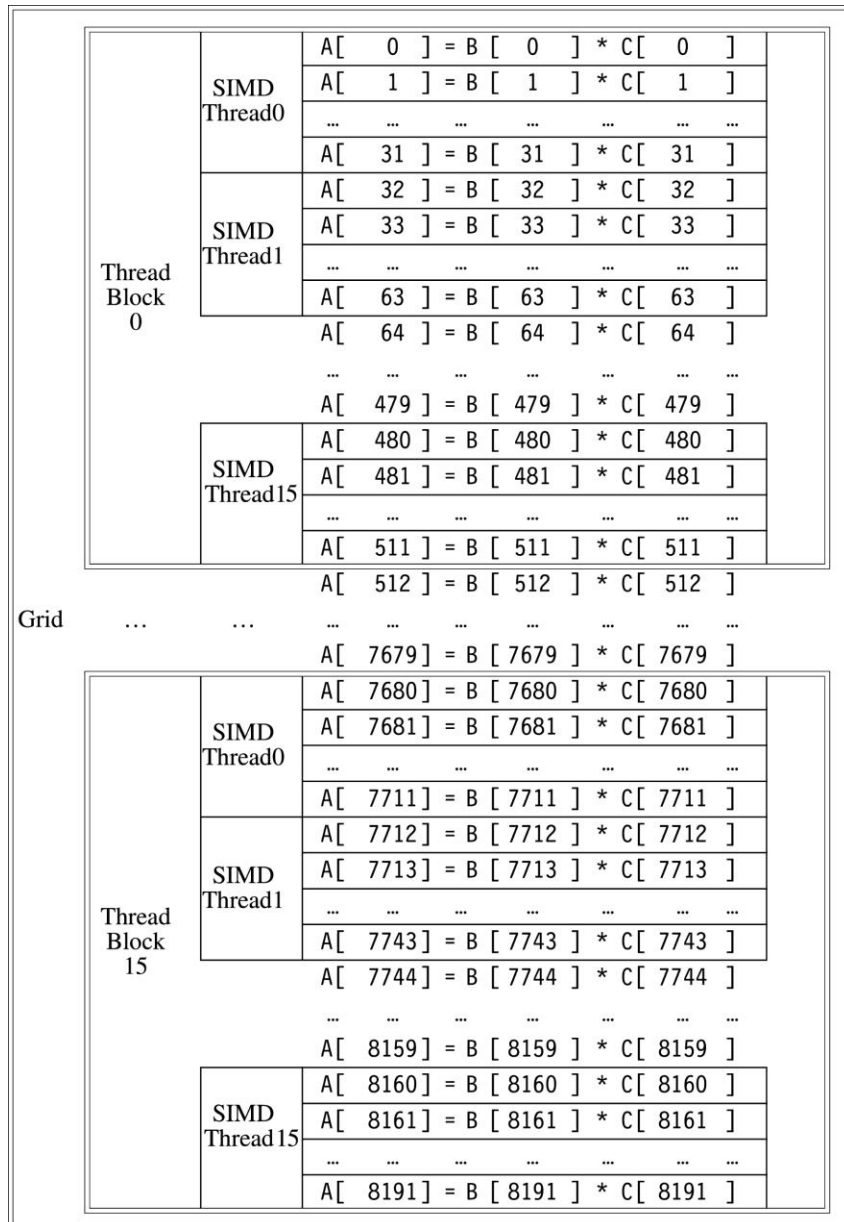 A[ 0 ] = B [ 0 ] * C[ 0 ]
SIMD Thread0
A[ 1 ] = B [ 1 ] * C[ 1 ]
… … … … … … …
A[ 31 ] = B [ 31 ] * C[ 31 ]
A[ 32 ] = B [ 32 ] * C[ 32 ]
SIMD Thread1
A[ 33 ] = B [ 33 ] * C[ 33 ]
… … … … … … …
Thread Block 0
A[ 63 ] = B [ 63 ] * C[ 63 ]
A[ 64 ] = B [ 64 ] * C[ 64 ]
… … … … … … …
A[ 479 ] = B [ 479 ] * C[ 479 ]
A[ 480 ] = B [ 480 ] * C[ 480 ]
SIMD Thread15
A[ 481 ] = B [ 481 ] * C[ 481 ]
… … … … … … …
A[ 511 ] = B [ 511 ] * C[ 511 ]
A[ 512 ] = B [ 512 ] * C[ 512 ]
Grid … … … … … … … … …
A[ 7679] = B [ 7679 ] * C[ 7679 ]
A[ 7680] = B [ 7680 ] * C[ 7680 ]
SIMD Thread0
A[ 7681] = B [ 7681 ] * C[ 7681 ]
… … … … … … …
A[ 7711] = B [ 7711 ] * C[ 7711 ]
A[ 7712] = B [ 7712 ] * C[ 7712 ]
SIMD Thread1
A[ 7713] = B [ 7713 ] * C[ 7713 ]
… … … … … … …
Thread Block 15
A[ 7743] = B [ 7743 ] * C[ 7743 ]
A[ 7744] = B [ 7744 ] * C[ 7744 ]
… … … … … … …
A[ 8159] = B [ 8159 ] * C[ 8159 ]
A[ 8160] = B [ 8160 ] * C[ 8160 ]
SIMD Thread15
A[ 8161] = B [ 8161 ] * C[ 8161 ]
… … … … … … …
A[ 8191] = B [ 8191 ] * C[ 8191 ]